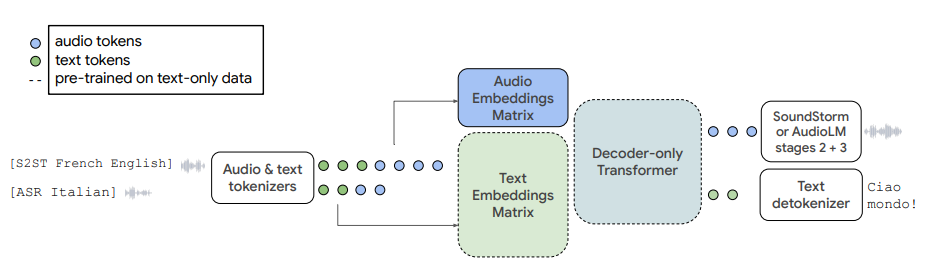 audio tokens
text tokens
-- pre-trained on text-only data
Audio
Embeddings
Matrix
[S2ST French English]
[ASR Italian]
Audio & text
tokenizers
Text
Embeddings
Matrix
Decoder-only
Transformer
SoundStorm
or AudioLM
stages 2 + 3
Text
detokenizer
Ciao
mondo!